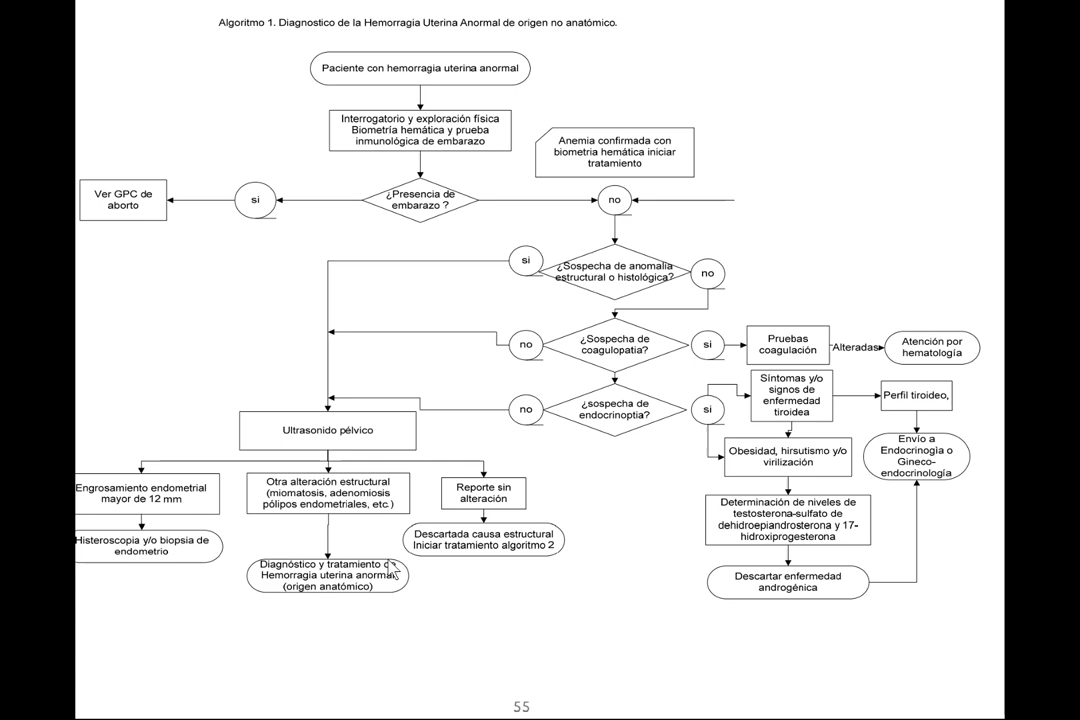 Algoritmo 1. Diagnostico de la Hemorragia Uterina Anormal de origen no anatómico.
Paciente con hemorragia uterina anormal
Interrogatorio y exploración física
Biometría hemática y prueba
inmunológica de embarazo
Anemia confirmada con
biometria hemática iniciar
tratamiento
¿Presencia de
embarazo ?
si
Ver GPC de
aborto
no
¿Sospecha de anomalía
estructural o histológica?
si
no
¿Sospecha de
coagulopatia?
no
si
Pruebas
coagulación
Alteradas
Atención por
hematología
¿sospecha de
endocrinoptia?
no
si
Síntomas y/o
signos de
enfermedad
tiroidea
Perfil tiroideo,
Envío a
Endocrinogìa o
Gineco-
endocrinología
Obesidad, hirsutismo y/o
virilización
Determinación de niveles de
testosterona-sulfato de
dehidroepiandrosterona y 17-
hidroxiprogesterona
Descartar enfermedad
androgénica
Ultrasonido pélvico
Engrosamiento endometrial
mayor de 12 mm
Histeroscopia y/o biopsia de
endometrio
Otra alteración estructural
(miomatosis, adenomiosis
pólipos endometriales, etc.)
Diagnóstico y tratamiento de
Hemorragia uterina anormal
(origen anatómico)
Reporte sin
alteración
Descartada causa estructural
Iniciar tratamiento algoritmo 2
55